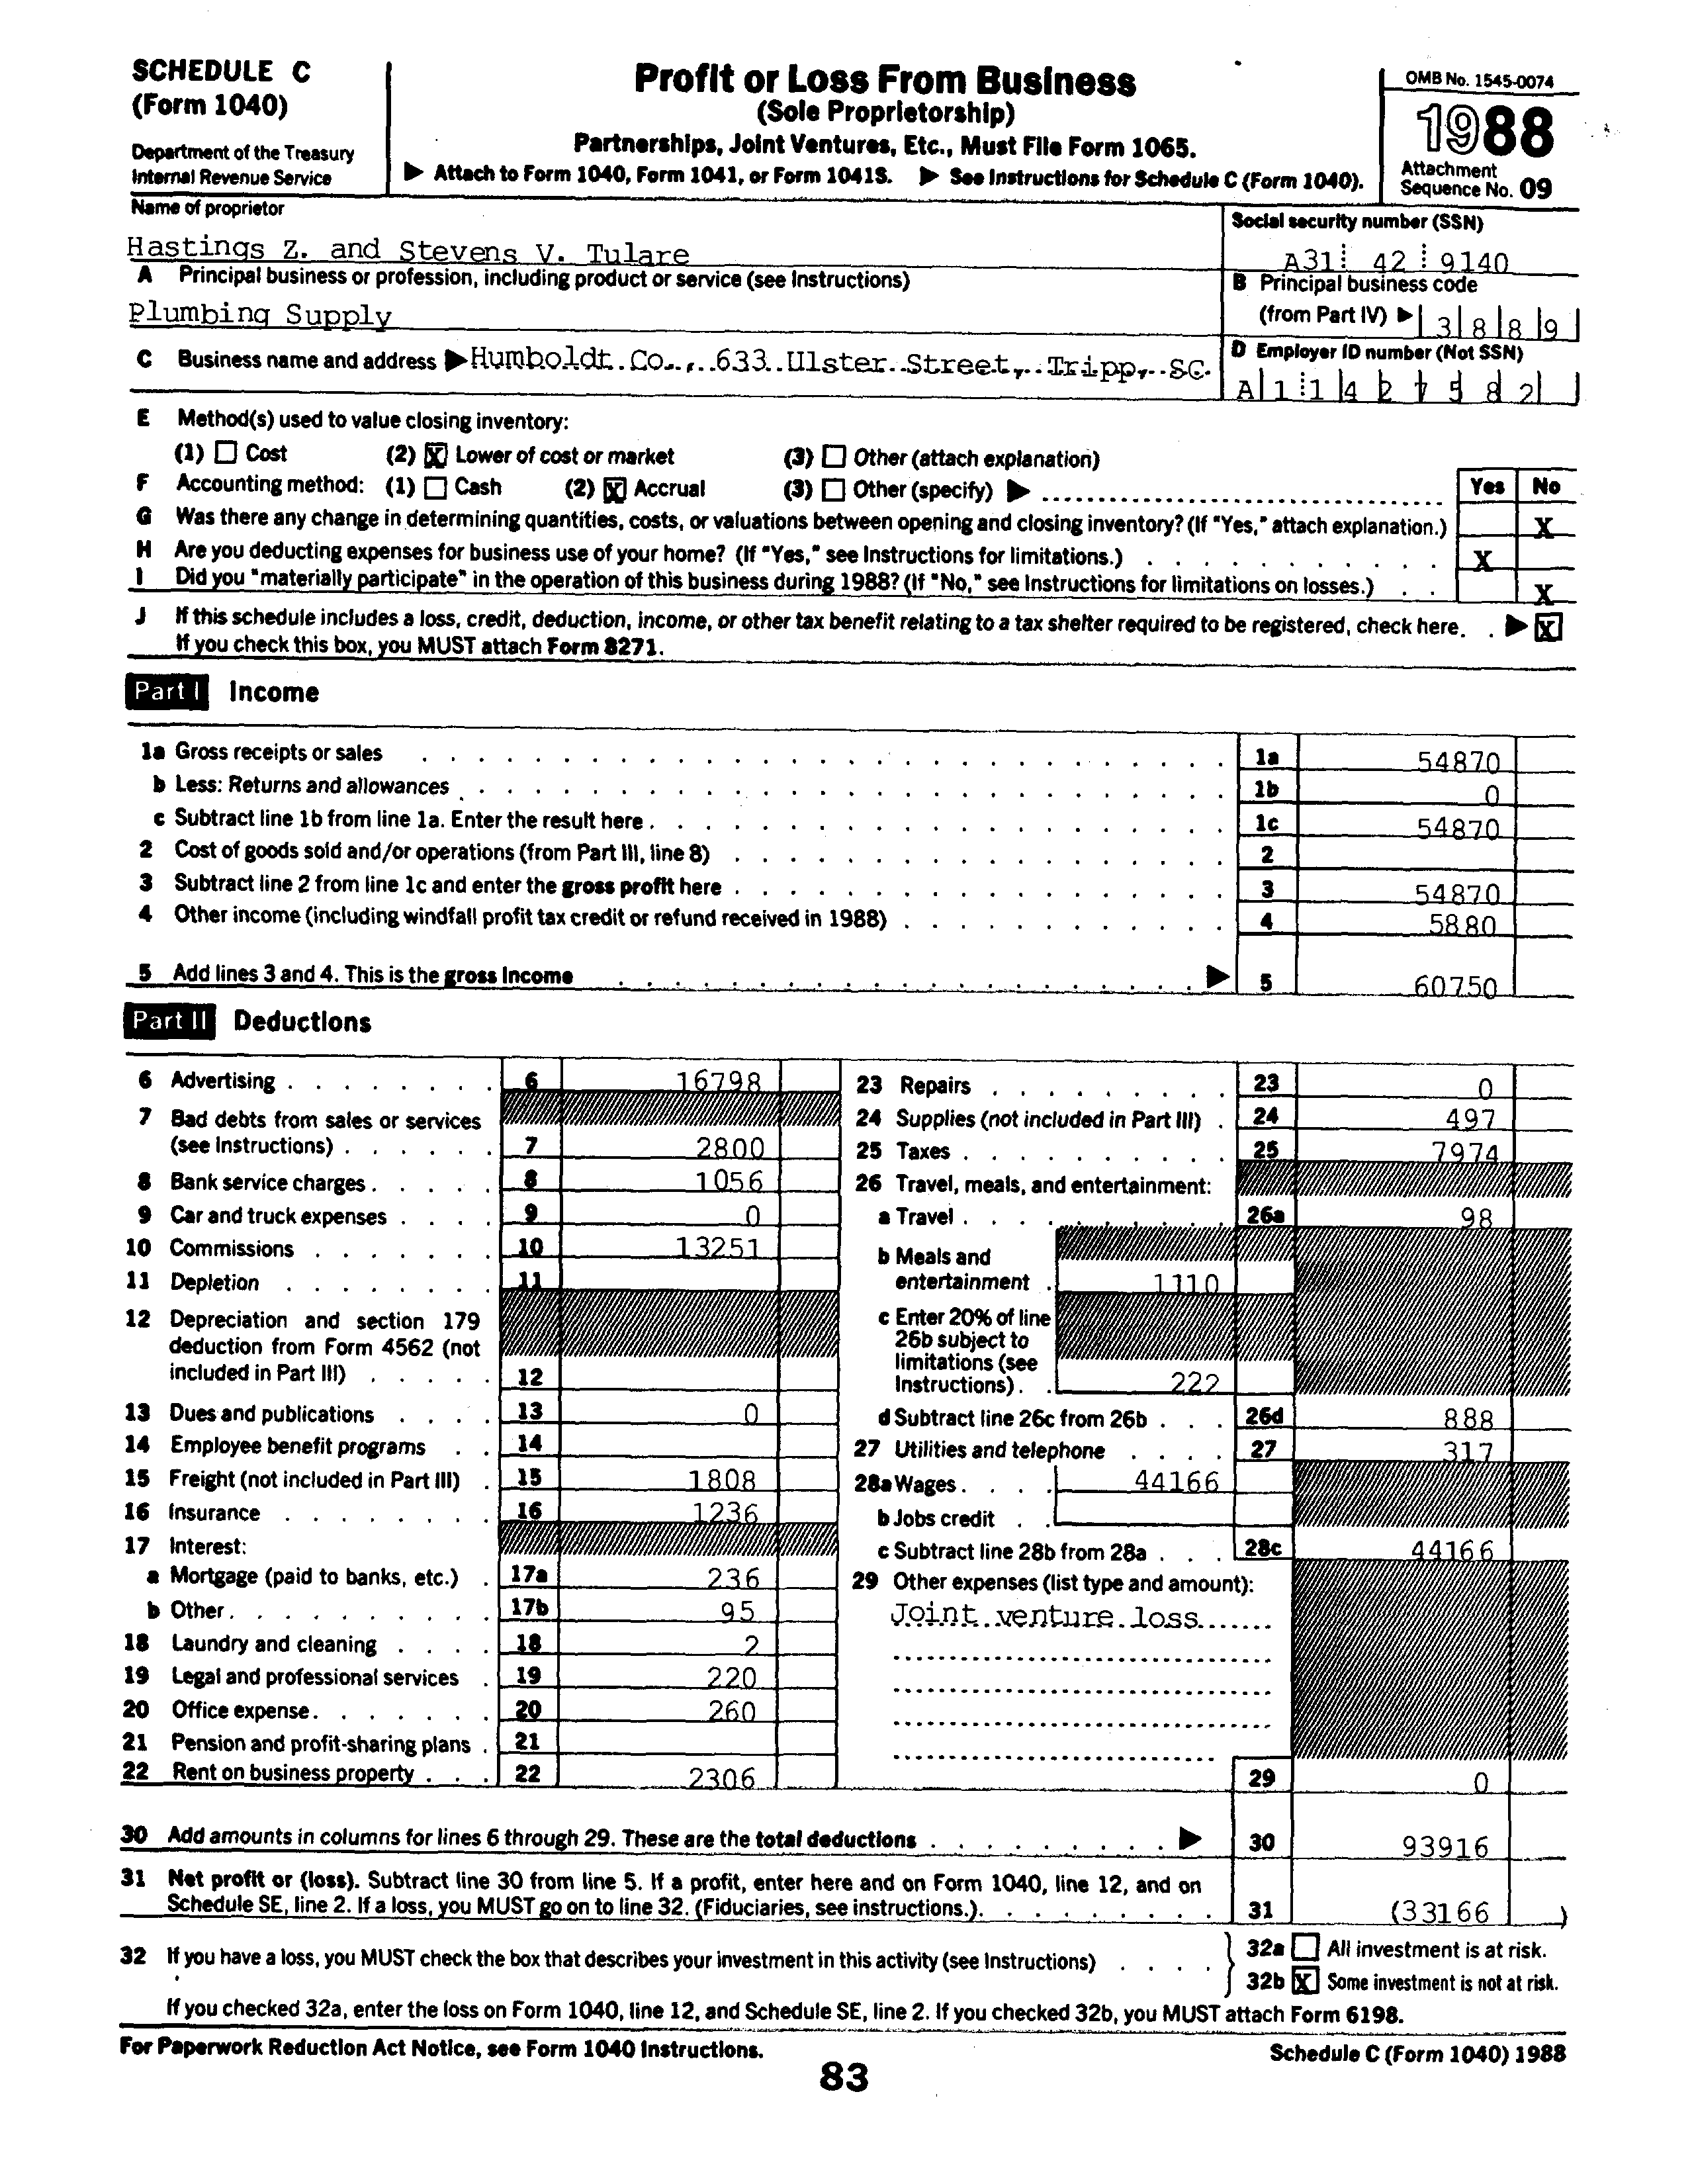 SCHEDULE C
(Form 1040)
Department of the Treasury
Internal Revenue Service
Profit or Loss From Business
(Sole Proprietorship)
Partnerships, Joint Ventures, Etc., Must File Form 1065.
▶ Attach to Form 1040, Form 1041, or Form 1041S. ▶ See Instructions for Schedule C (Form 1040).
OMB No. 1545-0074
1988
Attachment
Sequence No. 09
Name of proprietor
Hastings Z. and Stevens V. Tulare
Social security number (SSN)
A31 42 9140
A Principal business or profession, including product or service (see Instructions)
Plumbing Supply
B Principal business code
(from Part IV) ▶ 3 8 8 9
C Business name and address ▶ Humboldt Co., 633 Ulster Street, Tripp, SC
D Employer ID number (Not SSN)
A 1 1 4 2 7 5 8 2
E Method(s) used to value closing inventory:
(1) ☐ Cost (2) ☒ Lower of cost or market (3) ☐ Other (attach explanation)
F Accounting method: (1) ☐ Cash (2) ☒ Accrual (3) ☐ Other (specify) ▶
Yes No
G Was there any change in determining quantities, costs, or valuations between opening and closing inventory? (If "Yes," attach explanation.) X
H Are you deducting expenses for business use of your home? (If "Yes," see Instructions for limitations.) X
I Did you "materially participate" in the operation of this business during 1988? (If "No," see Instructions for limitations on losses.) X
J If this schedule includes a loss, credit, deduction, income, or other tax benefit relating to a tax shelter required to be registered, check here. ▶ ☒
If you check this box, you MUST attach Form 8271.
Part I Income
1a Gross receipts or sales 1a 54870
b Less: Returns and allowances 1b 0
c Subtract line 1b from line 1a. Enter the result here 1c 54870
2 Cost of goods sold and/or operations (from Part III, line 8) 2
3 Subtract line 2 from line 1c and enter the gross profit here 3 54870
4 Other income (including windfall profit tax credit or refund received in 1988) 4 5880
5 Add lines 3 and 4. This is the gross income ▶ 5 60750
Part II Deductions
6 Advertising 6 16798
7 Bad debts from sales or services
(see Instructions) 7 2800
8 Bank service charges 8 1056
9 Car and truck expenses 9 0
10 Commissions 10 13251
11 Depletion 11
12 Depreciation and section 179
deduction from Form 4562 (not
included in Part III) 12
13 Dues and publications 13 0
14 Employee benefit programs 14
15 Freight (not included in Part III) 15 1808
16 Insurance 16 1236
17 Interest:
a Mortgage (paid to banks, etc.) 17a 236
b Other 17b 95
18 Laundry and cleaning 18 2
19 Legal and professional services 19 220
20 Office expense 20 260
21 Pension and profit-sharing plans 21
22 Rent on business property 22 2306
23 Repairs 23 0
24 Supplies (not included in Part III) 24 497
25 Taxes 25 7974
26 Travel, meals, and entertainment:
a Travel 26a 98
b Meals and
entertainment 1110
c Enter 20% of line
26b subject to
limitations (see
Instructions) 222
d Subtract line 26c from 26b 26d 888
27 Utilities and telephone 27 317
28a Wages 44166
b Jobs credit
c Subtract line 28b from 28a 28c 44166
29 Other expenses (list type and amount):
Joint venture loss
29 0
30 Add amounts in columns for lines 6 through 29. These are the total deductions ▶ 30 93916
31 Net profit or (loss). Subtract line 30 from line 5. If a profit, enter here and on Form 1040, line 12, and on
Schedule SE, line 2. If a loss, you MUST go on to line 32. (Fiduciaries, see instructions.) 31 (33166 )
32 If you have a loss, you MUST check the box that describes your investment in this activity (see Instructions)
32a ☐ All investment is at risk.
32b ☒ Some investment is not at risk.
If you checked 32a, enter the loss on Form 1040, line 12, and Schedule SE, line 2. If you checked 32b, you MUST attach Form 6198.
For Paperwork Reduction Act Notice, see Form 1040 Instructions.
Schedule C (Form 1040) 1988
83